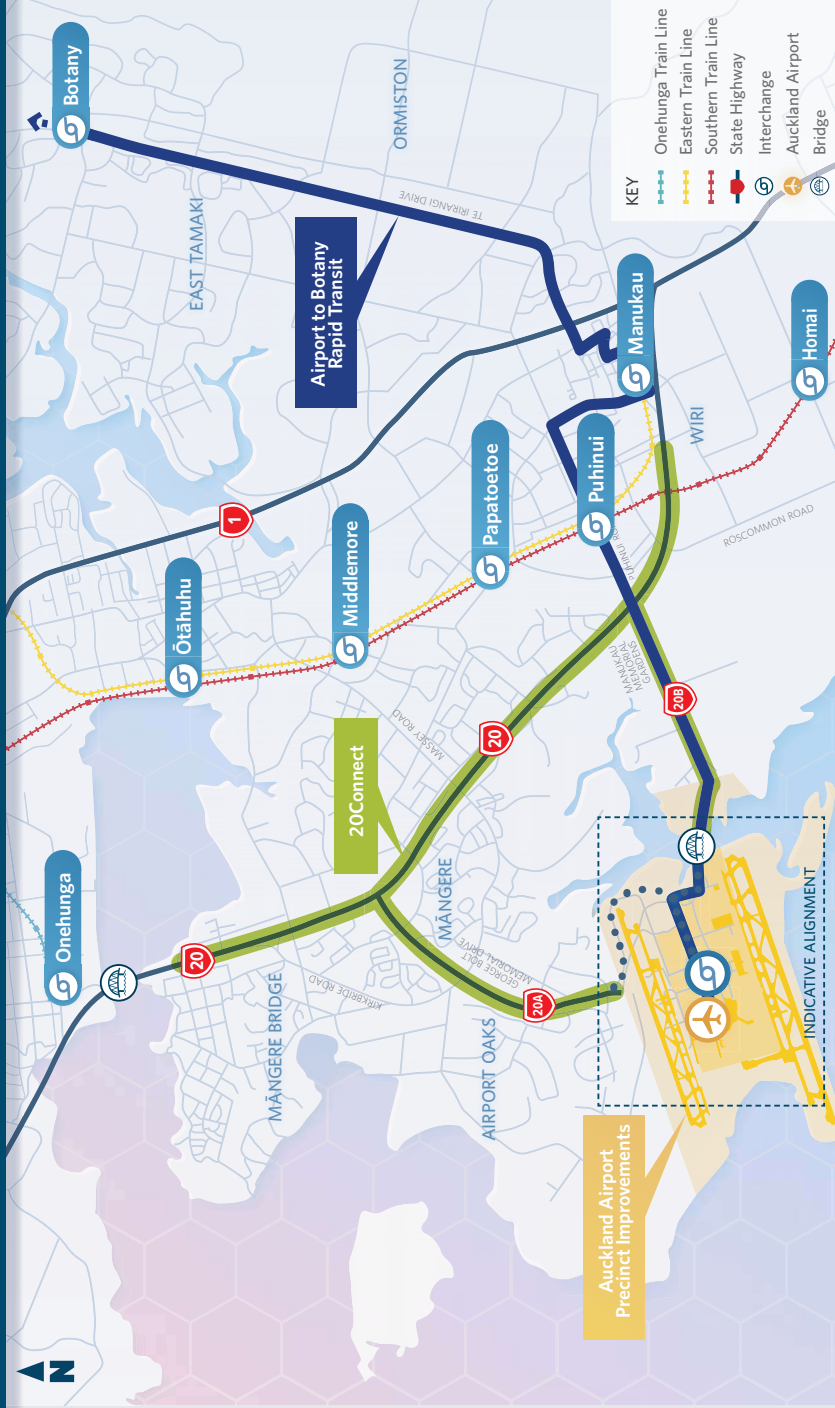 N
Onehunga
Botany
Ōtāhuhu
EAST TAMAKI
20
1
MĀNGERE BRIDGE
Airport to Botany
Rapid Transit
KIRKBRIDE ROAD
20Connect
Middlemore
ORMISTON
MASSEY ROAD
TE IRIRANGI DRIVE
MĀNGERE
GEORGE BOLT
MEMORIAL DRIVE
AIRPORT OAKS
20
Papatoetoe
20A
Puhinui
PUHINUI
Manukau
MANUKAU
MEMORIAL
GARDENS
Auckland Airport
Precinct Improvements
20B
WIRI
ROSCOMMON ROAD
Homai
INDICATIVE ALIGNMENT
KEY
Onehunga Train Line
Eastern Train Line
Southern Train Line
State Highway
Interchange
Auckland Airport
Bridge